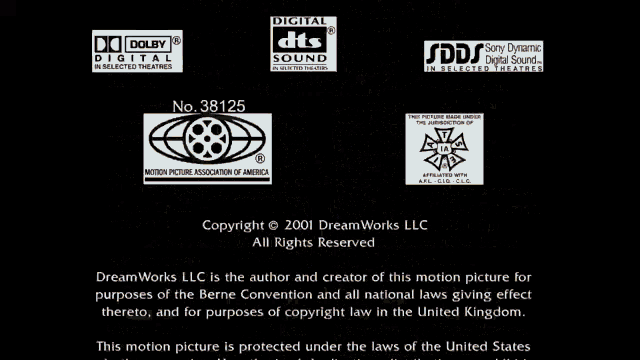 DOLBY ®
DIGITAL
IN SELECTED THEATRES
DIGITAL
dts ®
SOUND
IN SELECTED THEATERS
SDDS Sony Dynamic
Digital Sound
IN SELECTED THEATRES
No. 38125
®
MOTION PICTURE ASSOCIATION OF AMERICA
THIS PICTURE MADE UNDER
THE JURISDICTION OF
IATSE
AFFILIATED WITH
A.F.L. - C.I.O. - C.L.C.
Copyright © 2001 DreamWorks LLC
All Rights Reserved
DreamWorks LLC is the author and creator of this motion picture for
purposes of the Berne Convention and all national laws giving effect
thereto, and for purposes of copyright law in the United Kingdom.
This motion picture is protected under the laws of the United States